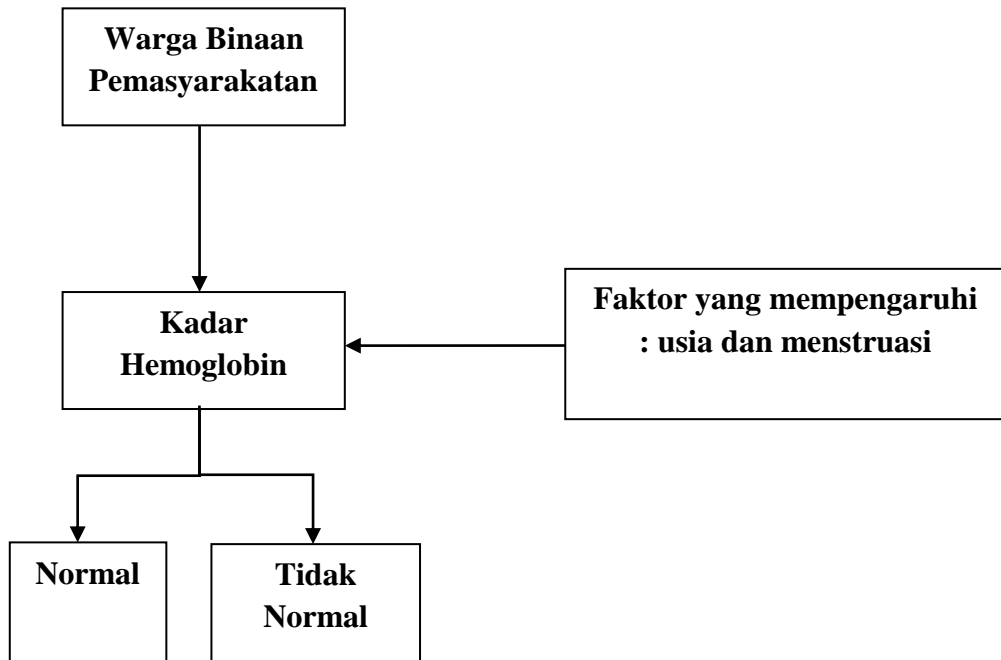 Warga Binaan
Pemasyarakatan
Kadar
Hemoglobin
Faktor yang mempengaruhi
: usia dan menstruasi
Normal
Tidak
Normal